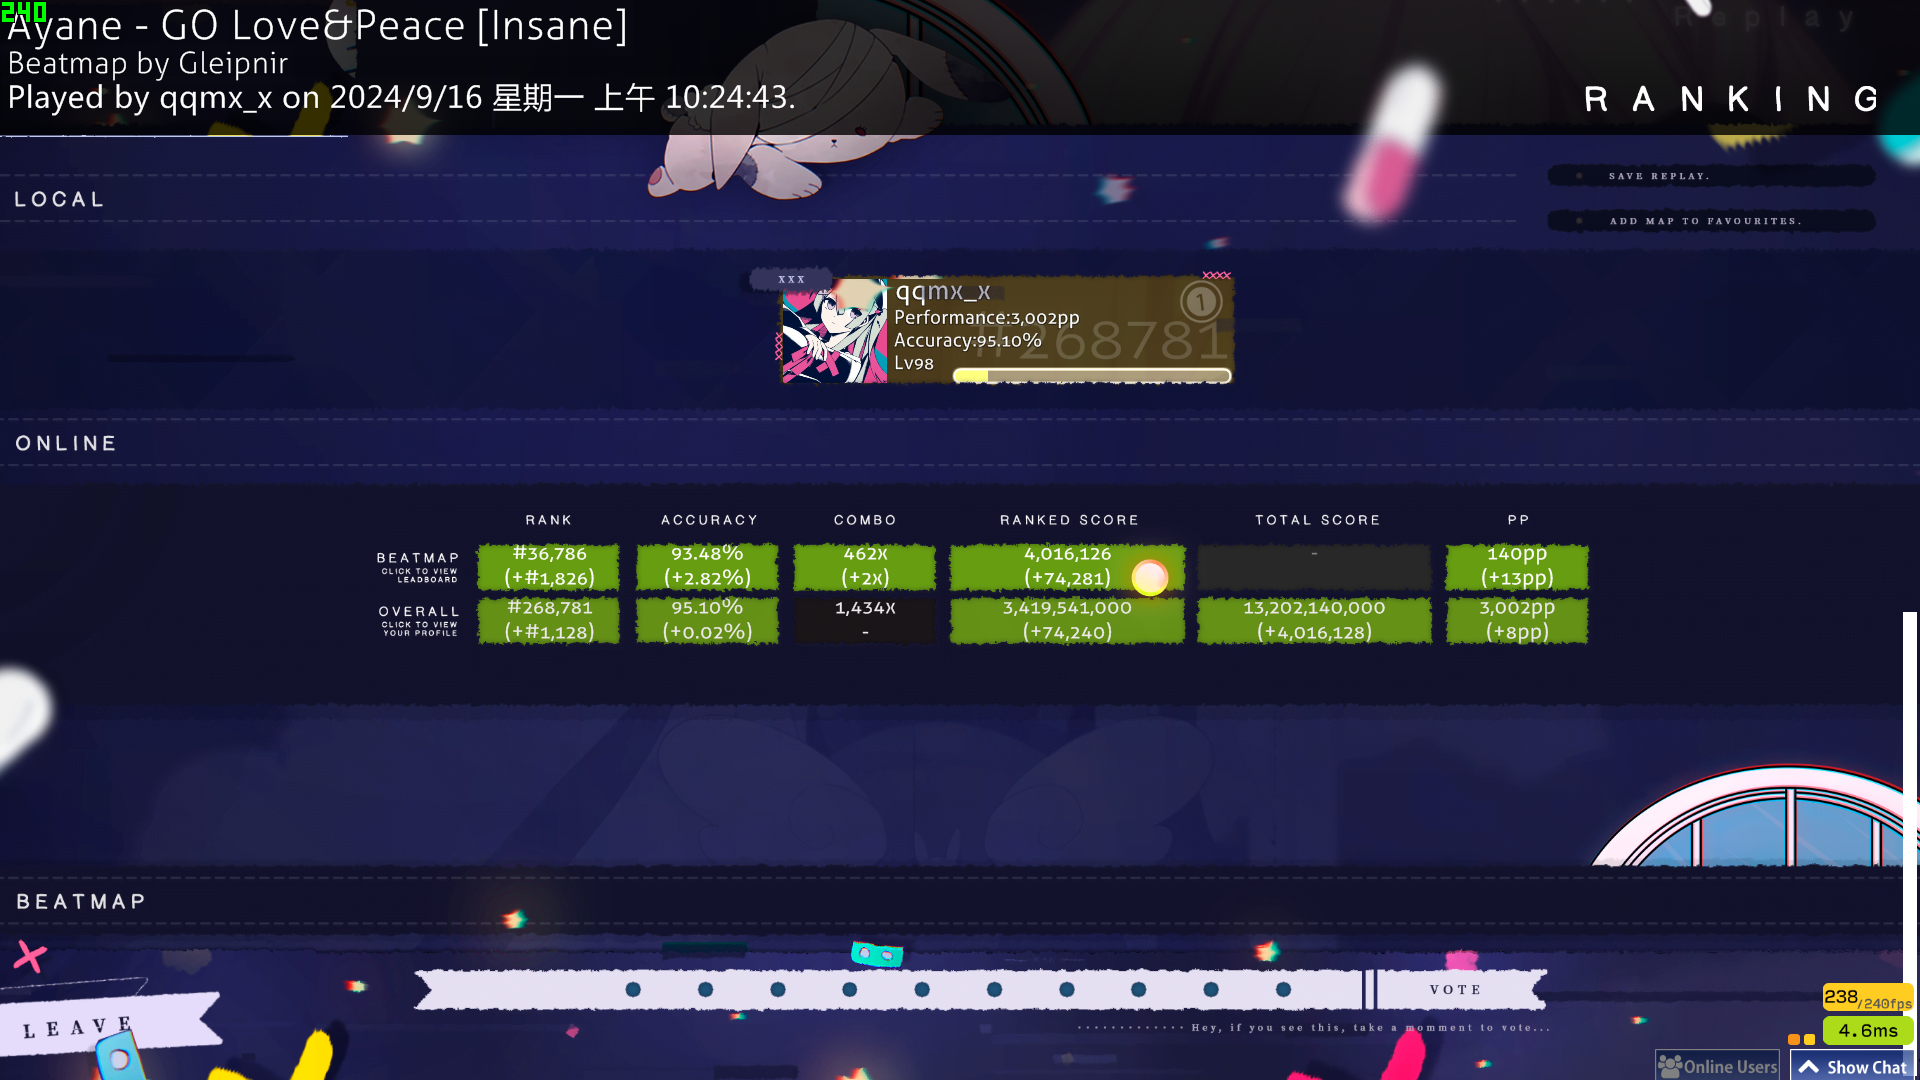 240
Ayane - GO Love&Peace [Insane]
Beatmap by Gleipnir
Played by qqmx_x on 2024/9/16 星期一 上午 10:24:43.
Replay
RANKING
LOCAL
SAVE REPLAY.
ADD MAP TO FAVOURITES.
xxx
qqmx_x
Performance:3,002pp
Accuracy:95.10%
Lv98
#268781
1
ONLINE
RANK ACCURACY COMBO RANKED SCORE TOTAL SCORE PP
BEATMAP
CLICK TO VIEW
LEADBOARD
#36,786 93.48% 462x 4,016,126 - 140pp
(+#1,826) (+2.82%) (+2x) (+74,281) (+13pp)
OVERALL
CLICK TO VIEW
YOUR PROFILE
#268,781 95.10% 1,434x 3,419,541,000 13,202,140,000 3,002pp
(+#1,128) (+0.02%) - (+74,240) (+4,016,128) (+8pp)
BEATMAP
VOTE
Hey, if you see this, take a momment to vote...
LEAVE
238/240fps
4.6ms
Online Users
Show Chat